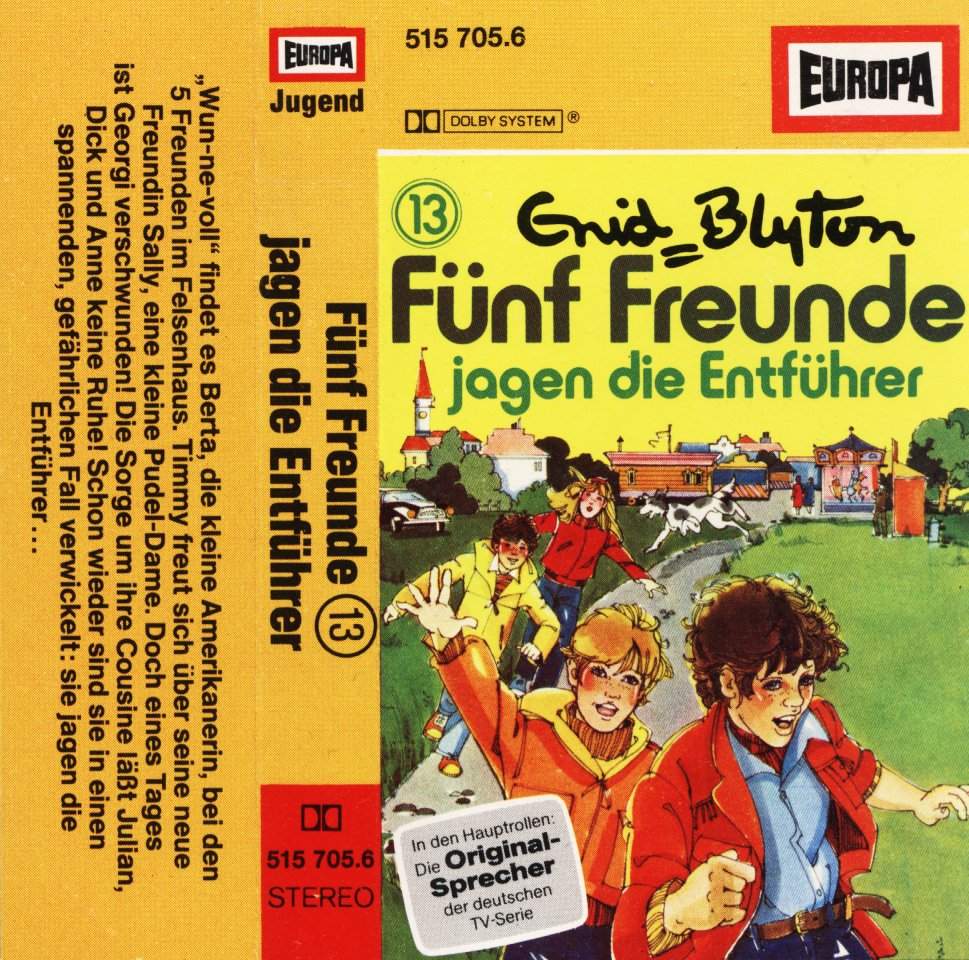 „Wun-ne-voll“ findet es Berta, die kleine Amerikanerin, bei den
5 Freunden im Felsenhaus. Timmy freut sich über seine neue
Freundin Sally, eine kleine Pudel-Dame. Doch eines Tages
ist Georgi verschwunden! Die Sorge um ihre Cousine läßt Julian,
Dick und Anne keine Ruhe! Schon wieder sind sie in einen
spannenden, gefährlichen Fall verwickelt: sie jagen die
Entführer...
EUROPA
Jugend
Fünf Freunde 13
jagen die Entführer
515 705.6
STEREO
515 705.6
DOLBY SYSTEM ®
EUROPA
13
Enid Blyton
Fünf Freunde
jagen die Entführer
In den Hauptrollen:
Die Original-
Sprecher
der deutschen
TV-Serie